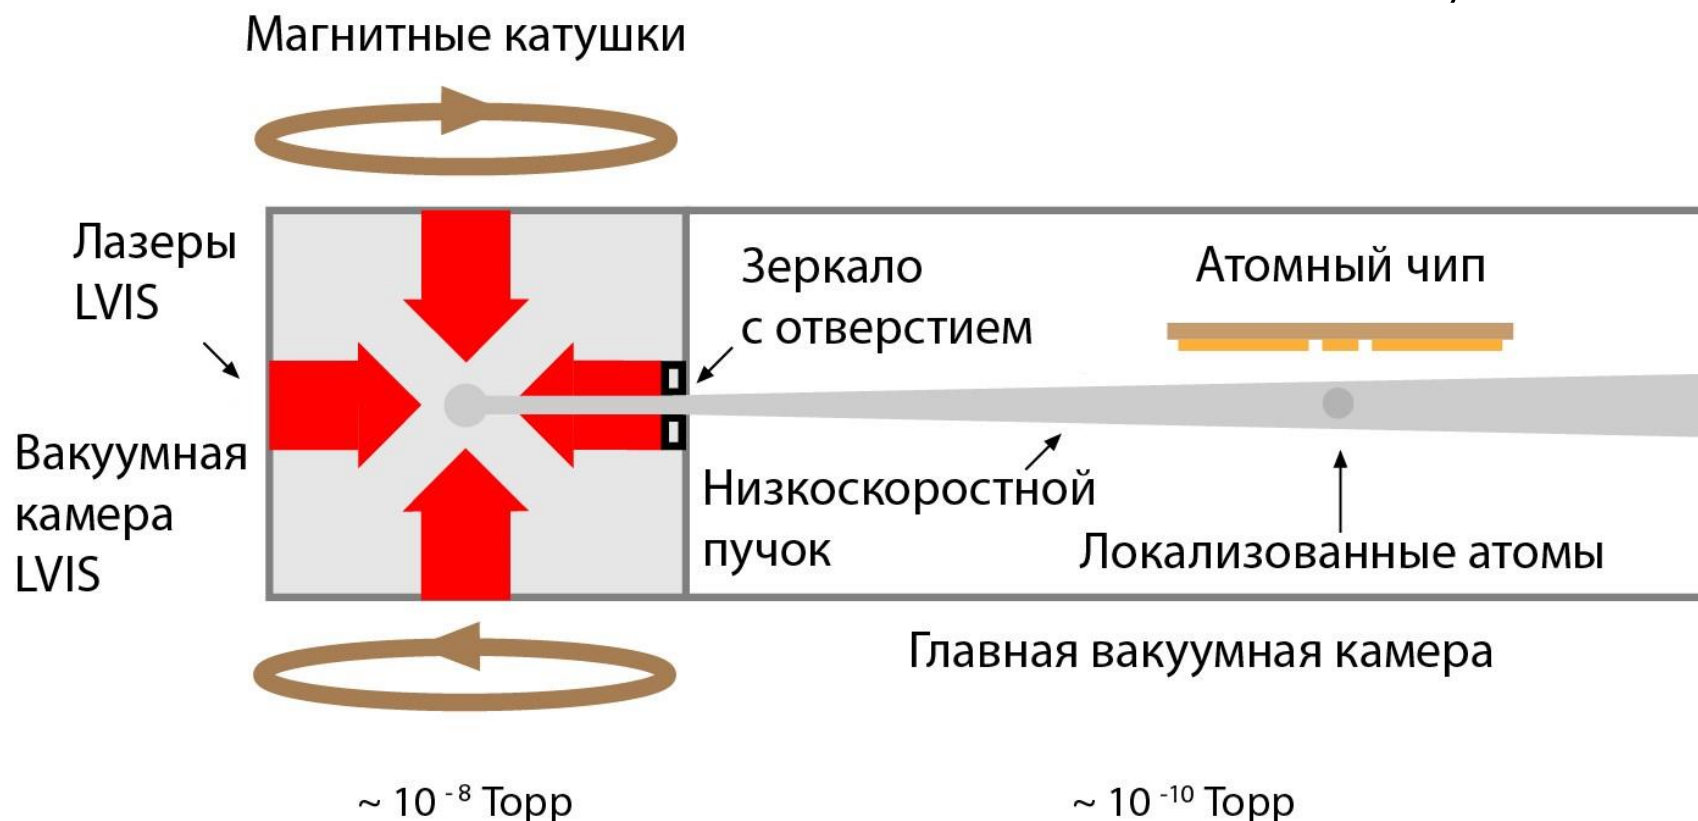 Магнитные катушки
Лазеры
LVIS
Зеркало
с отверстием
Атомный чип
Вакуумная
камера
LVIS
Низкоскоростной
пучок
Локализованные атомы
Главная вакуумная камера
~ 10 ⁻⁸ Торр
~ 10 ⁻¹⁰ Торр